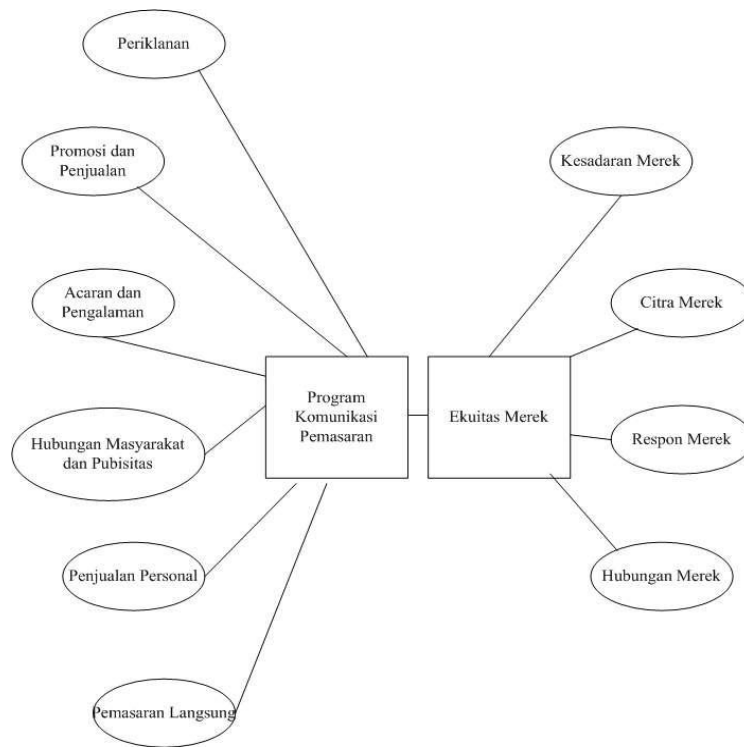 Periklanan
Promosi dan
Penjualan
Acaran dan
Pengalaman
Hubungan Masyarakat
dan Pubisitas
Penjualan Personal
Pemasaran Langsung
Program
Komunikasi
Pemasaran
Ekuitas Merek
Kesadaran Merek
Citra Merek
Respon Merek
Hubungan Merek